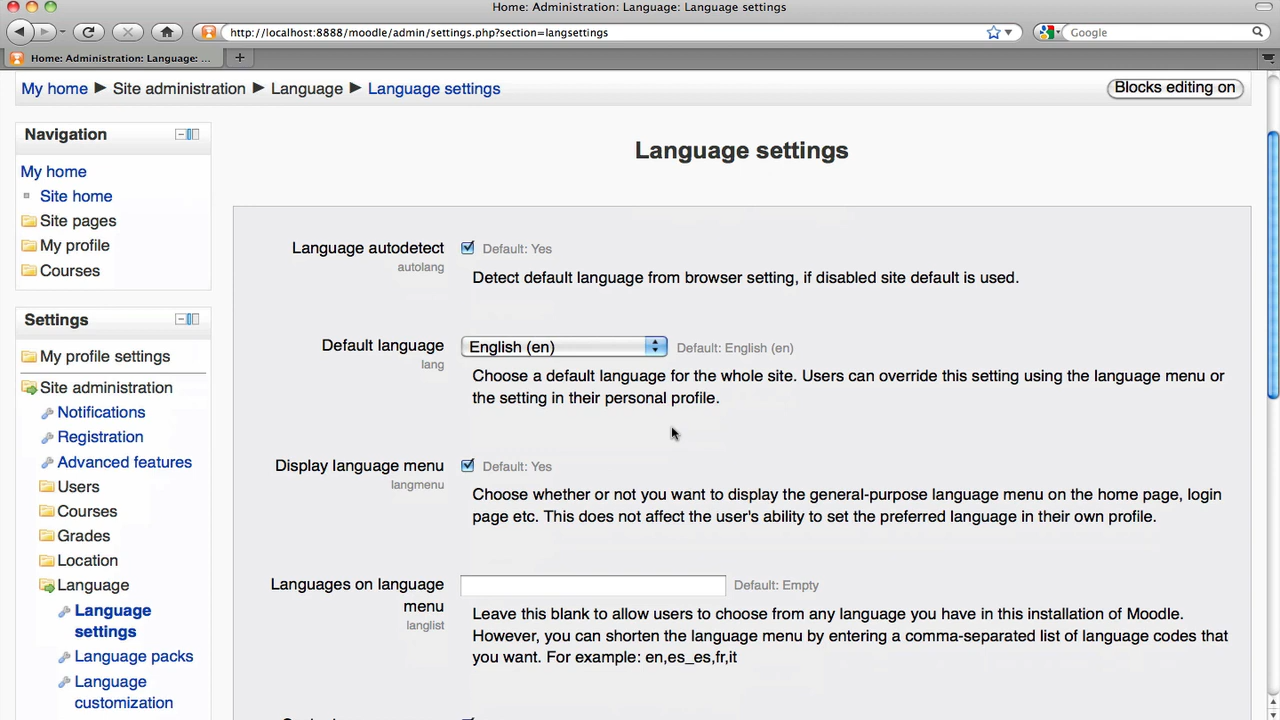 Home: Administration: Language: Language settings
http://localhost:8888/moodle/admin/settings.php?section=langsettings
Google
Home: Administration: Language: ...
My home ► Site administration ► Language ► Language settings
Blocks editing on
Navigation
My home
Site home
Site pages
My profile
Courses
Settings
My profile settings
Site administration
Notifications
Registration
Advanced features
Users
Courses
Grades
Location
Language
Language
settings
Language packs
Language
customization
Language settings
Language autodetect
autolang
Default: Yes
Detect default language from browser setting, if disabled site default is used.
Default language
lang
English (en)
Default: English (en)
Choose a default language for the whole site. Users can override this setting using the language menu or
the setting in their personal profile.
Display language menu
langmenu
Default: Yes
Choose whether or not you want to display the general-purpose language menu on the home page, login
page etc. This does not affect the user's ability to set the preferred language in their own profile.
Languages on language
menu
langlist
Default: Empty
Leave this blank to allow users to choose from any language you have in this installation of Moodle.
However, you can shorten the language menu by entering a comma-separated list of language codes that
you want. For example: en,es_es,fr,it